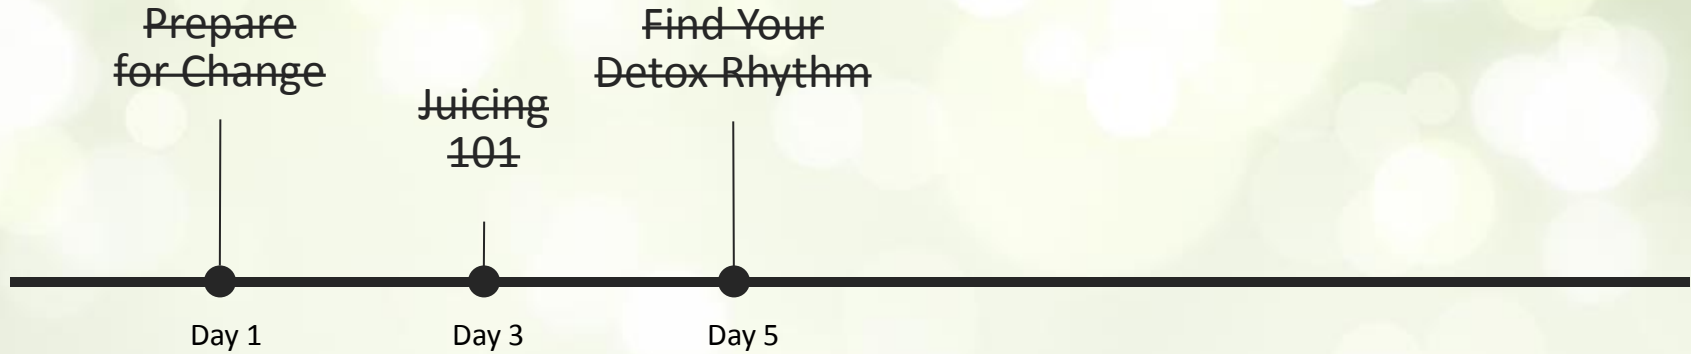 Prepare
for Change
Juicing
101
Find Your
Detox Rhythm
Day 1
Day 3
Day 5